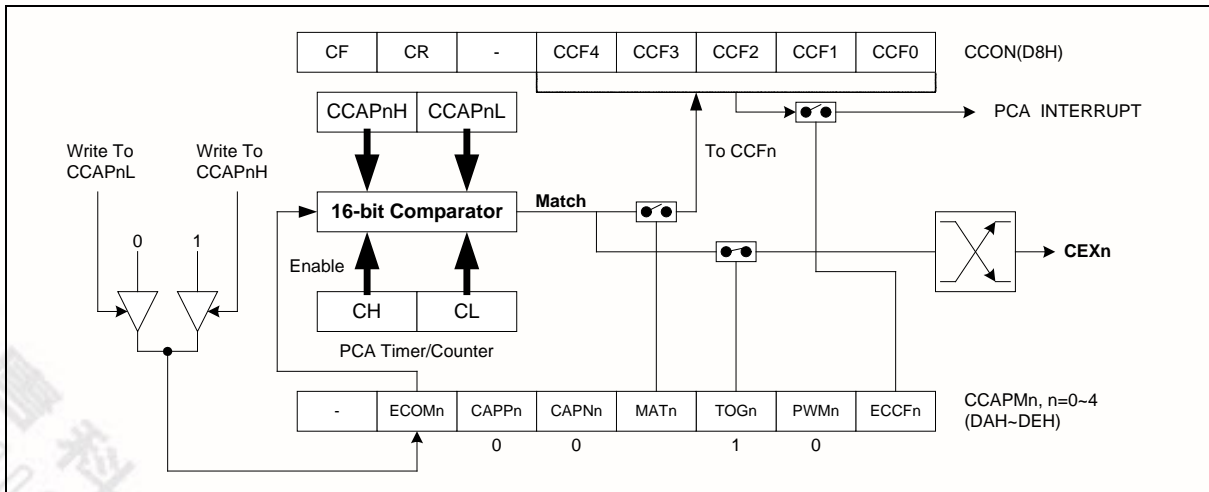 CF CR - CCF4 CCF3 CCF2 CCF1 CCF0 CCON(D8H)
CCAPnH CCAPnL
PCA INTERRUPT
To CCFn
Write To
CCAPnL
Write To
CCAPnH
16-bit Comparator
Match
0 1
Enable
CEXn
CH CL
PCA Timer/Counter
- ECOMn CAPPn CAPNn MATn TOGn PWMn ECCFn
CCAPMn, n=0~4
(DAH~DEH)
0 0 1 0